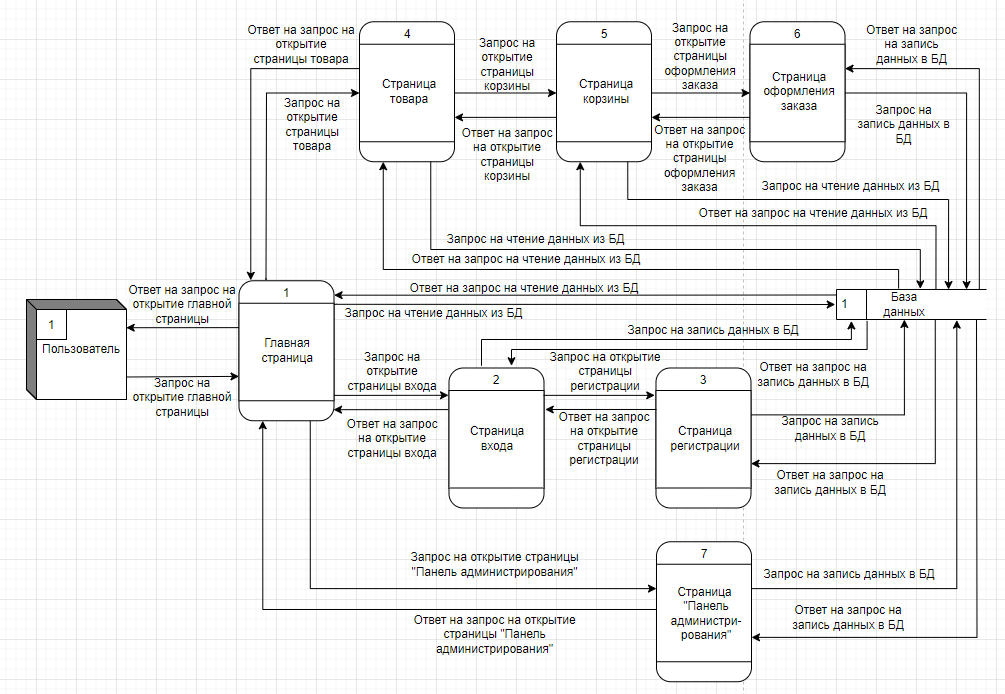 Ответ на запрос на
открытие
страницы товара
4
Страница
товара
Запрос на
открытие
страницы
корзины
5
Страница
корзины
Запрос на
открытие
страницы
оформления
заказа
6
Страница
оформления
заказа
Ответ на запрос
на запись
данных в БД
Запрос на
открытие
страницы
товара
Ответ на запрос
на открытие
страницы
корзины
Ответ на запрос
на открытие
страницы
оформления
заказа
Запрос на
запись данных в
БД
Запрос на чтение данных из БД
Ответ на запрос на чтение данных из БД
Запрос на чтение данных из БД
Ответ на запрос на чтение данных из БД
Ответ на запрос на
открытие главной
страницы
1
Главная
страница
Ответ на запрос на чтение данных из БД
Запрос на чтение данных из БД
1
База
данных
1
Пользователь
Запрос на
открытие главной
страницы
Запрос на запись данных в БД
Запрос на
открытие
страницы входа
2
Страница
входа
Запрос на открытие
страницы
регистрации
3
Страница
регистрации
Ответ на запрос на
запись данных в БД
Ответ на запрос
на открытие
страницы входа
Ответ на запрос
на открытие
страницы
регистрации
Запрос на запись
данных в БД
Ответ на запрос на
запись данных в БД
Запрос на открытие страницы
"Панель администрирования"
7
Страница
"Панель
администри-
рования"
Запрос на запись данных в БД
Ответ на запрос на открытие
страницы "Панель
администрирования"
Ответ на запрос на
запись данных в БД